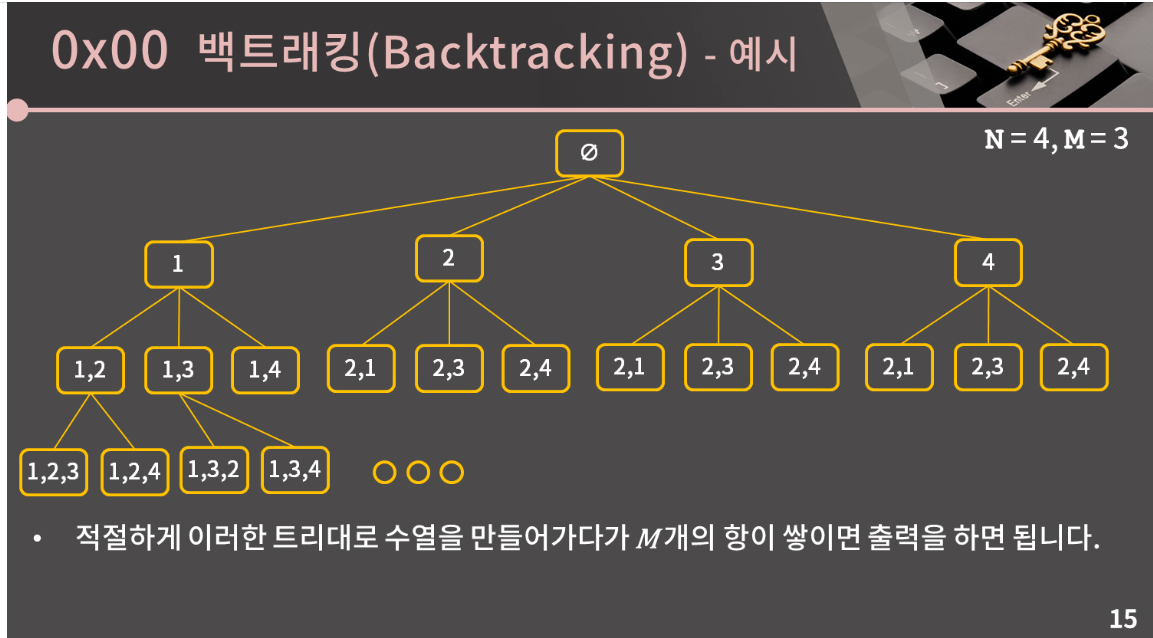 0x00 백트래킹(Backtracking) - 예시
Enter
N = 4, M = 3
∅
1 2 3 4
1,2 1,3 1,4 2,1 2,3 2,4 2,1 2,3 2,4 2,1 2,3 2,4
1,2,3 1,2,4 1,3,2 1,3,4
• 적절하게 이러한 트리대로 수열을 만들어가다가 M개의 항이 쌓이면 출력을 하면 됩니다.
15